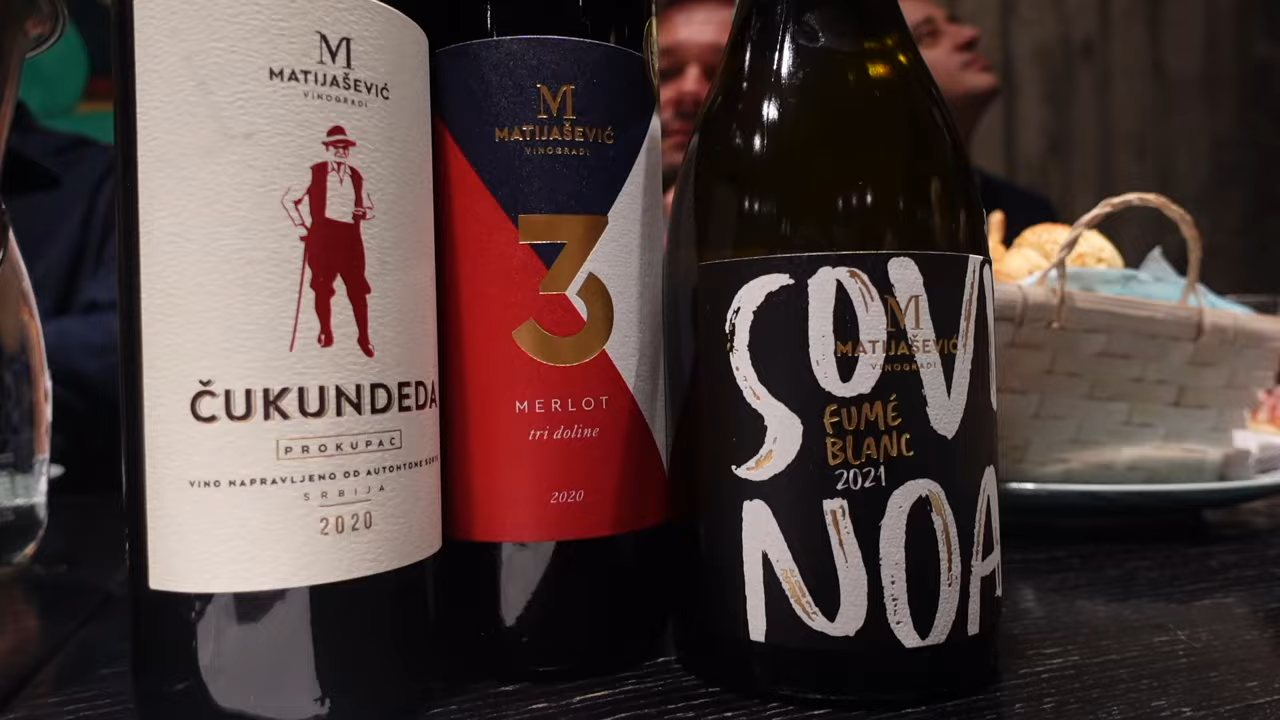 M
MATIJAŠEVIĆ
VINOGRADI
ČUKUNDEDA
PROKUPAC
VINO NAPRAVLJENO OD AUTOHTONE SORTE
SRBIJA
2020
M
MATIJAŠEVIĆ
VINOGRADI
3
MERLOT
tri doline
2020
SOVI
M
MATIJAŠEVIĆ
VINOGRADI
FUMÉ
BLANC
2021
NOA